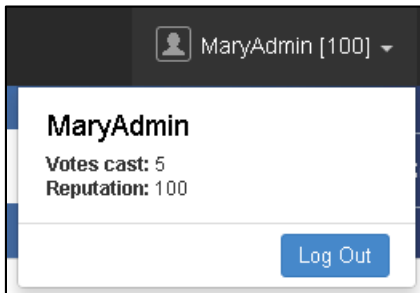 MaryAdmin [100]
MaryAdmin
Votes cast: 5
Reputation: 100
Log Out